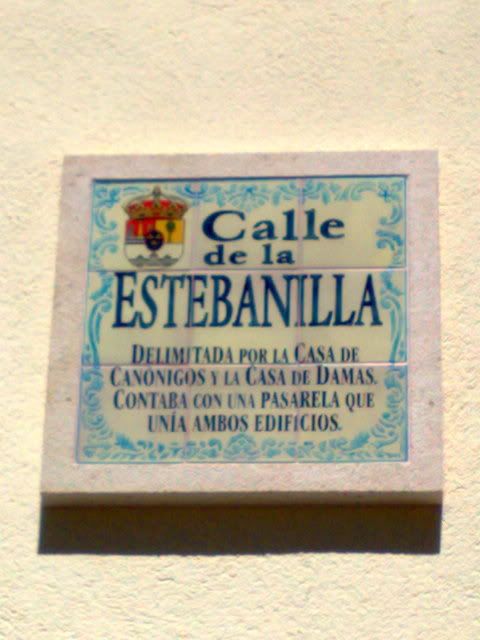 Calle
de la
ESTEBANILLA
DELIMITADA POR LA CASA DE
CANÓNIGOS Y LA CASA DE DAMAS.
CONTABA CON UNA PASARELA QUE
UNÍA AMBOS EDIFICIOS.